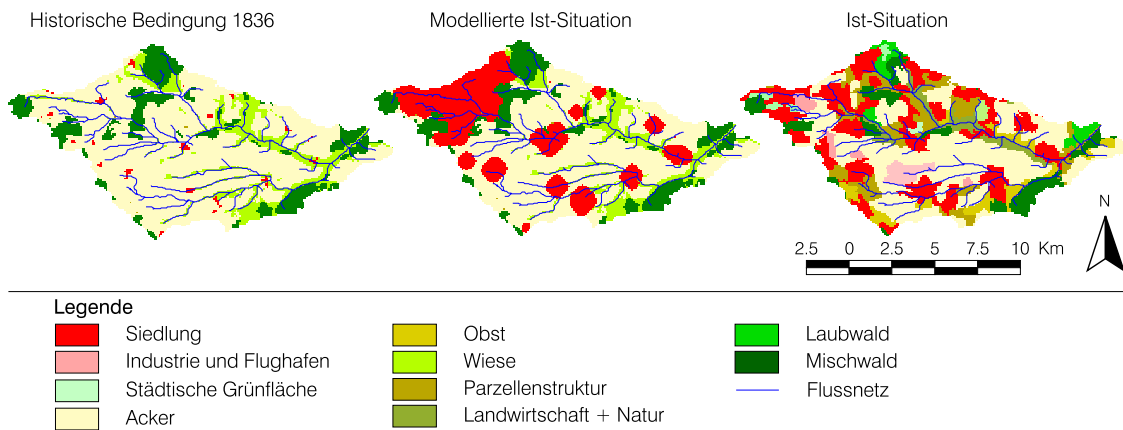 Historische Bedingung 1836
Modellierte Ist-Situation
Ist-Situation
N
2.5 0 2.5 5 7.5 10 Km
Legende
Siedlung
Industrie und Flughafen
Städtische Grünfläche
Acker
Obst
Wiese
Parzellenstruktur
Landwirtschaft + Natur
Laubwald
Mischwald
Flussnetz